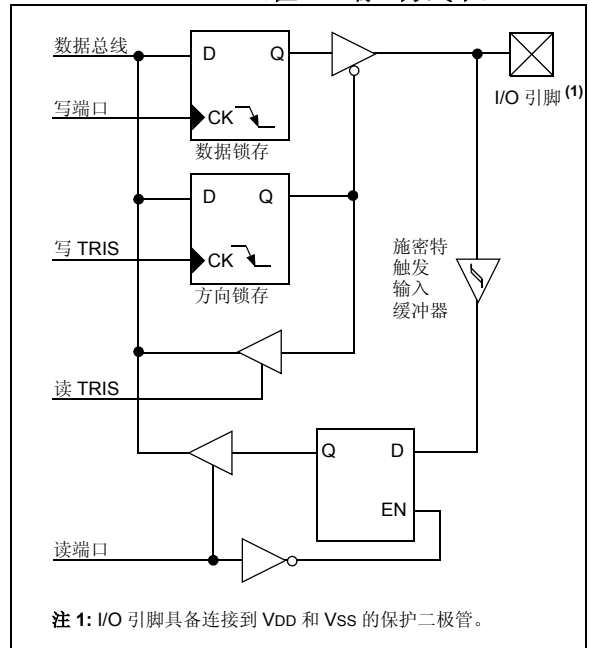 数据总线
D
Q
I/O 引脚 (1)
写端口
CK
数据锁存
D
Q
写 TRIS
CK
方向锁存
施密特
触发
输入
缓冲器
读 TRIS
Q
D
EN
读端口
注 1: I/O 引脚具备连接到 VDD 和 VSS 的保护二极管。